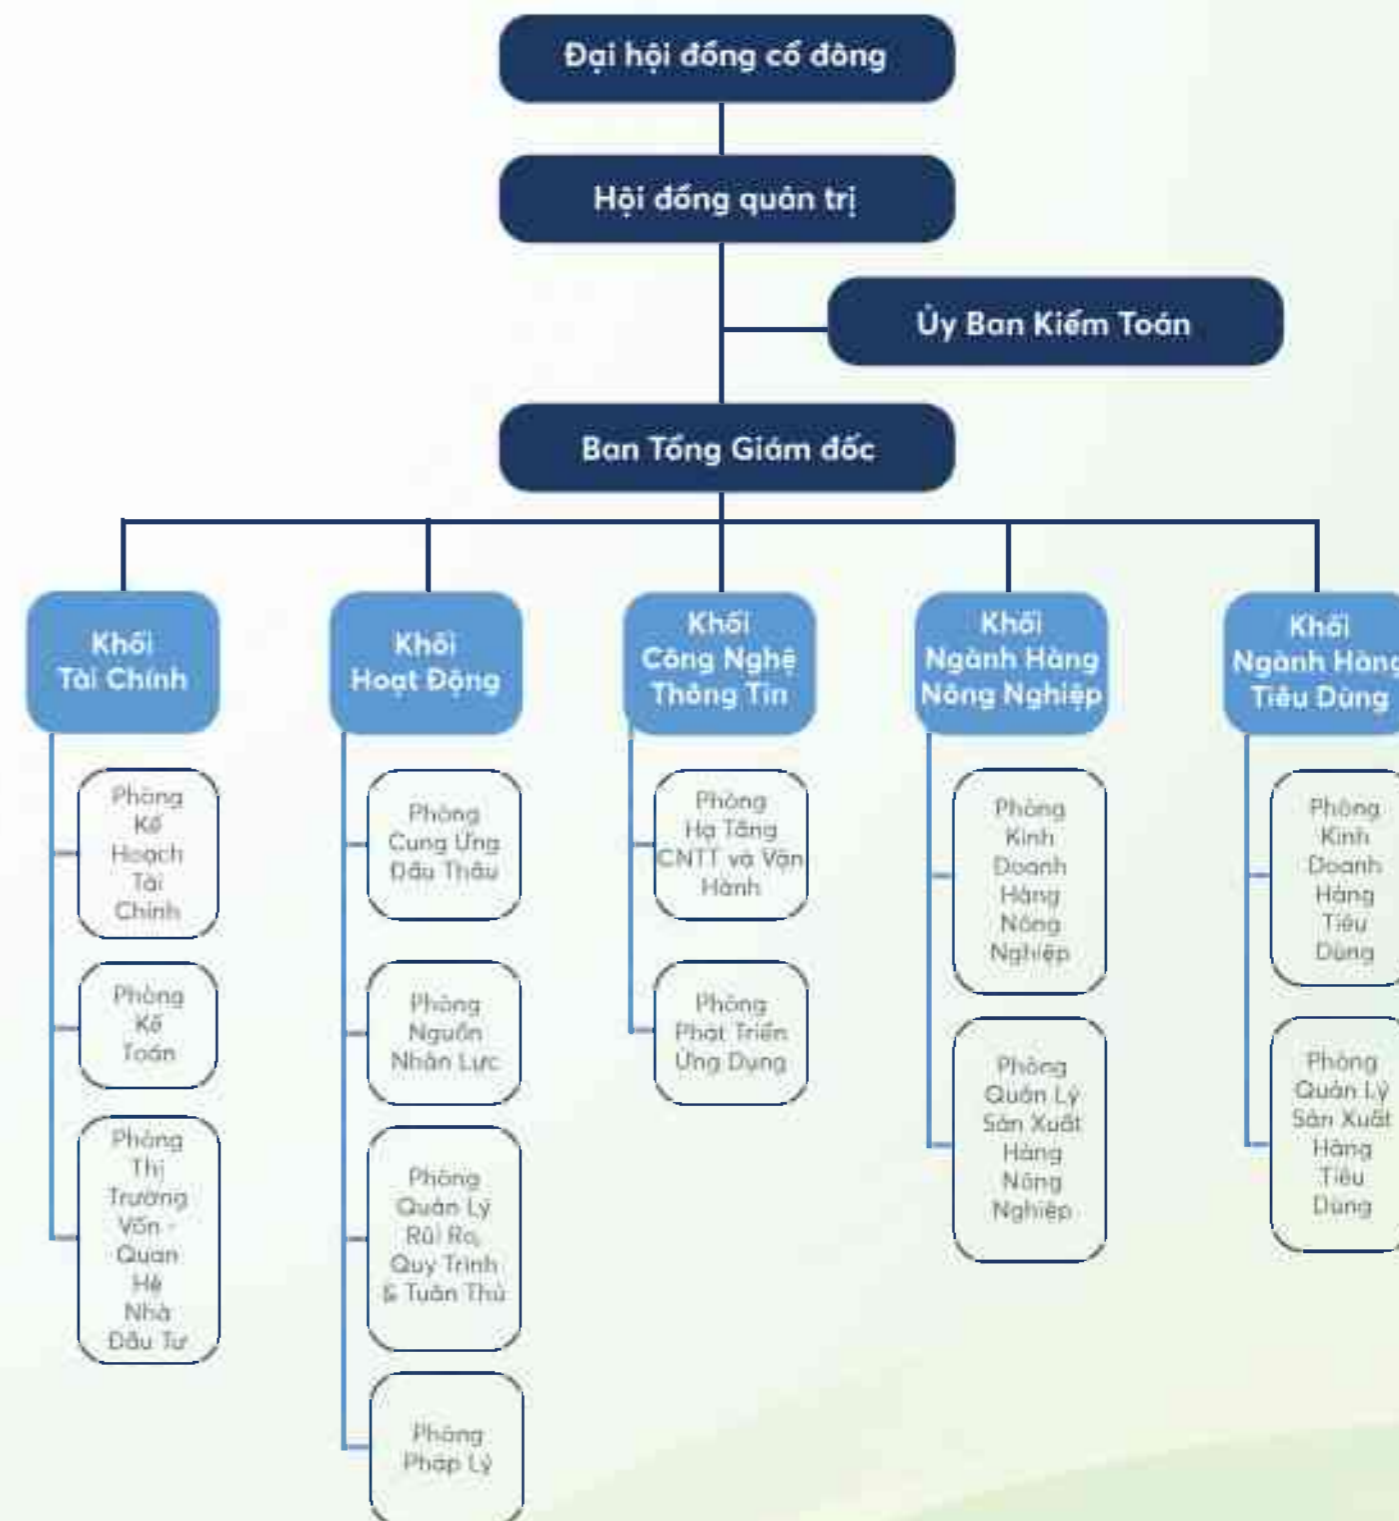 Đại hội đồng cổ đông
Hội đồng quản trị
Ủy Ban Kiểm Toán
Ban Tổng Giám đốc
Khối
Tài Chính
Phòng
Kế
Hoạch
Tài
Chính
Phòng
Kế
Toán
Phòng
Thị
Trường
Vốn -
Quan
Hệ
Nhà
Đầu Tư
Khối
Hoạt Động
Phòng
Cung Ứng
Đấu Thầu
Phòng
Nguồn
Nhân Lực
Phòng
Quản Lý
Rủi Ro,
Quy Trình
& Tuân Thủ
Phòng
Pháp Lý
Khối
Công Nghệ
Thông Tin
Phòng
Hạ Tầng
CNTT và Vận
Hành
Phòng
Phát Triển
Ứng Dụng
Khối
Ngành Hàng
Nông Nghiệp
Phòng
Kinh
Doanh
Hàng
Nông
Nghiệp
Phòng
Quản Lý
Sản Xuất
Hàng
Nông
Nghiệp
Khối
Ngành Hàng
Tiêu Dùng
Phòng
Kinh
Doanh
Hàng
Tiêu
Dùng
Phòng
Quản Lý
Sản Xuất
Hàng
Tiêu
Dùng